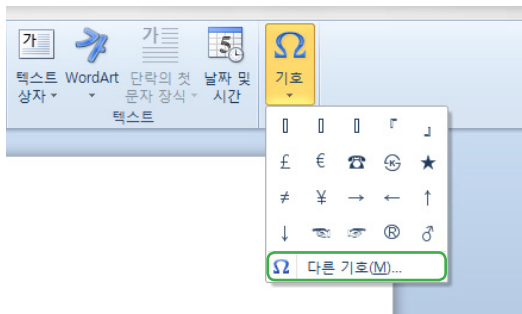 가
가
5
Ω
텍스트 WordArt 단락의 첫 날짜 및 기호
상자 문자 장식 시간
텍스트
▯ ▯ ▯ 『 』
£ € ☎ ㉿ ★
≠ ¥ → ← ↑
↓ ☜ ☞ ® ♂
Ω 다른 기호(M)...